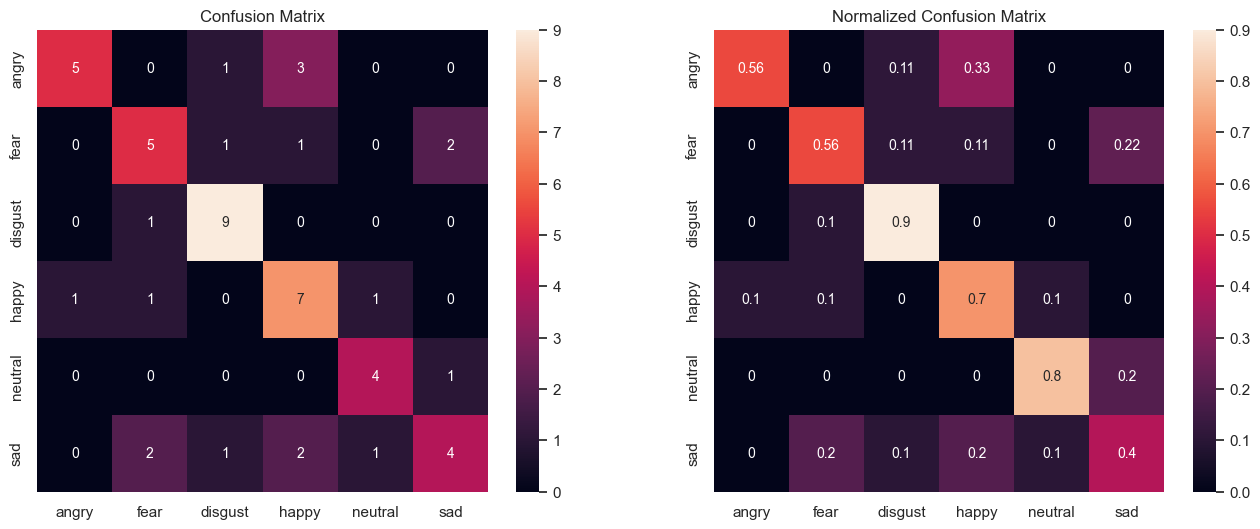 Confusion Matrix
angry 5 0 1 3 0 0
fear 0 5 1 1 0 2
disgust 0 1 9 0 0 0
happy 1 1 0 7 1 0
neutral 0 0 0 0 4 1
sad 0 2 1 2 1 4
angry fear disgust happy neutral sad
9
8
7
6
5
4
3
2
1
0
Normalized Confusion Matrix
angry 0.56 0 0.11 0.33 0 0
fear 0 0.56 0.11 0.11 0 0.22
disgust 0 0.1 0.9 0 0 0
happy 0.1 0.1 0 0.7 0.1 0
neutral 0 0 0 0 0.8 0.2
sad 0 0.2 0.1 0.2 0.1 0.4
angry fear disgust happy neutral sad
0.9
0.8
0.7
0.6
0.5
0.4
0.3
0.2
0.1
0.0